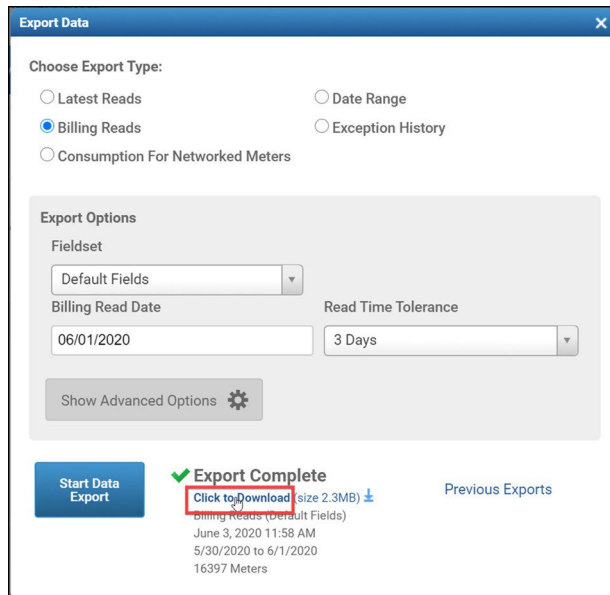 Export Data
Choose Export Type:
Latest Reads
Date Range
Billing Reads
Exception History
Consumption For Networked Meters
Export Options
Fieldset
Default Fields
Billing Read Date
Read Time Tolerance
06/01/2020
3 Days
Show Advanced Options
Start Data
Export
Export Complete
Click to Download (size 2.3MB)
Billing Reads (Default Fields)
June 3, 2020 11:58 AM
5/30/2020 to 6/1/2020
16397 Meters
Previous Exports